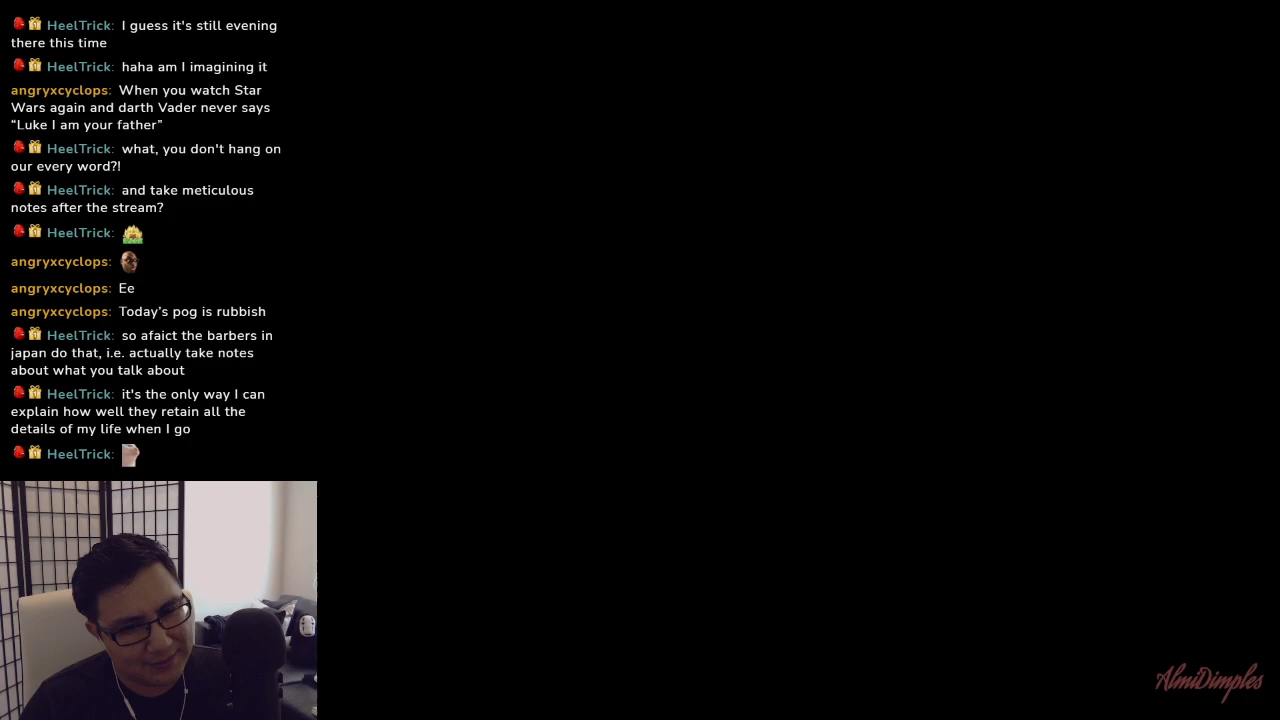 HeelTrick: I guess it's still evening
there this time
HeelTrick: haha am I imagining it
angryxcyclops: When you watch Star
Wars again and darth Vader never says
“Luke I am your father”
HeelTrick: what, you don't hang on
our every word?!
HeelTrick: and take meticulous
notes after the stream?
HeelTrick:
angryxcyclops:
angryxcyclops: Ee
angryxcyclops: Today’s pog is rubbish
HeelTrick: so afaict the barbers in
japan do that, i.e. actually take notes
about what you talk about
HeelTrick: it's the only way I can
explain how well they retain all the
details of my life when I go
HeelTrick:
AlmiDimples